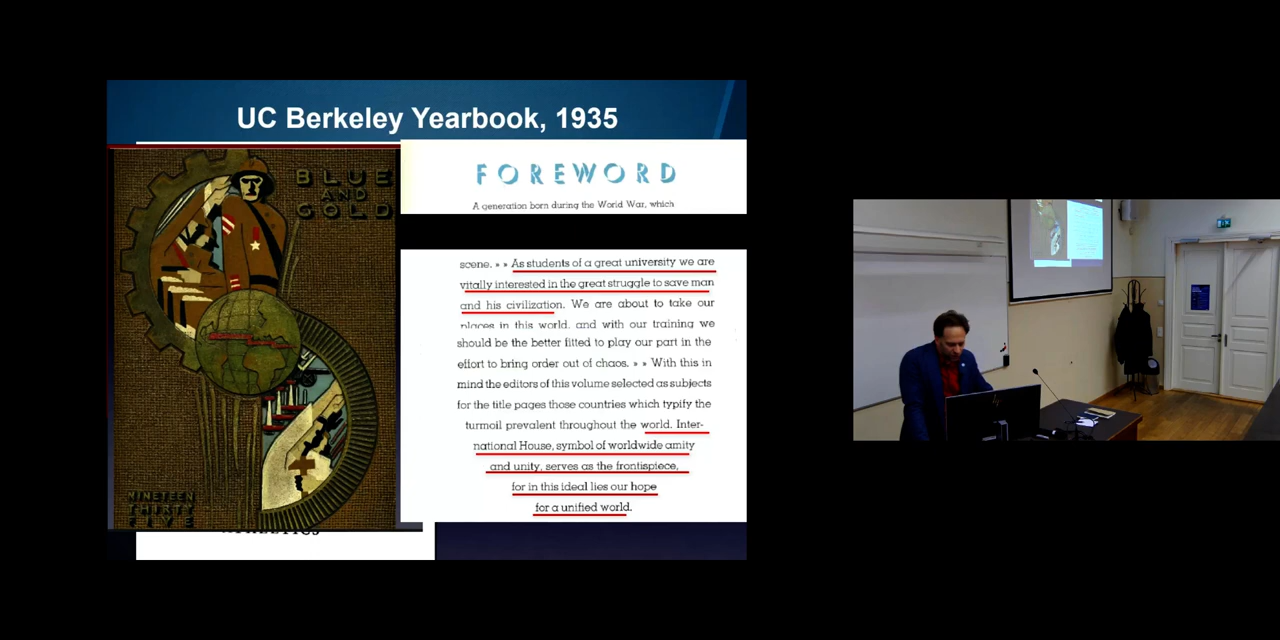 UC Berkeley Yearbook, 1935
BLUE
AND
GOLD
NINETEEN
THIRTY
FIVE
FOREWORD
A generation born during the World War, which
scene. » » As students of a great university we are
vitally interested in the great struggle to save man
and his civilization. We are about to take our
places in this world, and with our training we
should be the better fitted to play our part in the
effort to bring order out of chaos. » » With this in
mind the editors of this volume selected as subjects
for the title pages those countries which typify the
turmoil prevalent throughout the world. Inter-
national House, symbol of worldwide amity
and unity, serves as the frontispiece,
for in this ideal lies our hope
for a unified world.